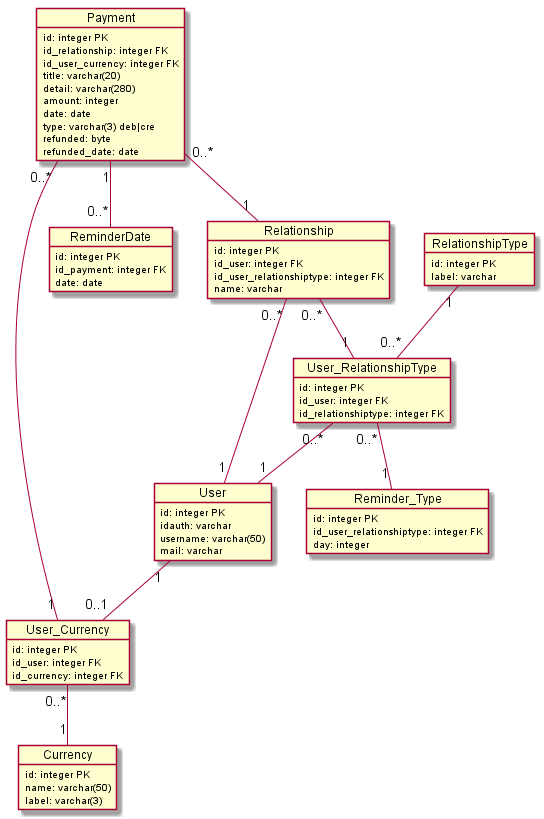 Payment
id: integer PK
id_relationship: integer FK
id_user_currency: integer FK
title: varchar(20)
detail: varchar(280)
amount: integer
date: date
type: varchar(3) deb|cre
refunded: byte
refunded_date: date
0..*
1
0..*
0..*
1
ReminderDate
id: integer PK
id_payment: integer FK
date: date
Relationship
id: integer PK
id_user: integer FK
id_user_relationshiptype: integer FK
name: varchar
RelationshipType
id: integer PK
label: varchar
0..*
0..*
1
1
0..*
User_RelationshipType
id: integer PK
id_user: integer FK
id_relationshiptype: integer FK
0..*
0..*
1
1
1
User
id: integer PK
idauth: varchar
username: varchar(50)
mail: varchar
Reminder_Type
id: integer PK
id_user_relationshiptype: integer FK
day: integer
1
1
0..1
User_Currency
id: integer PK
id_user: integer FK
id_currency: integer FK
0..*
1
Currency
id: integer PK
name: varchar(50)
label: varchar(3)